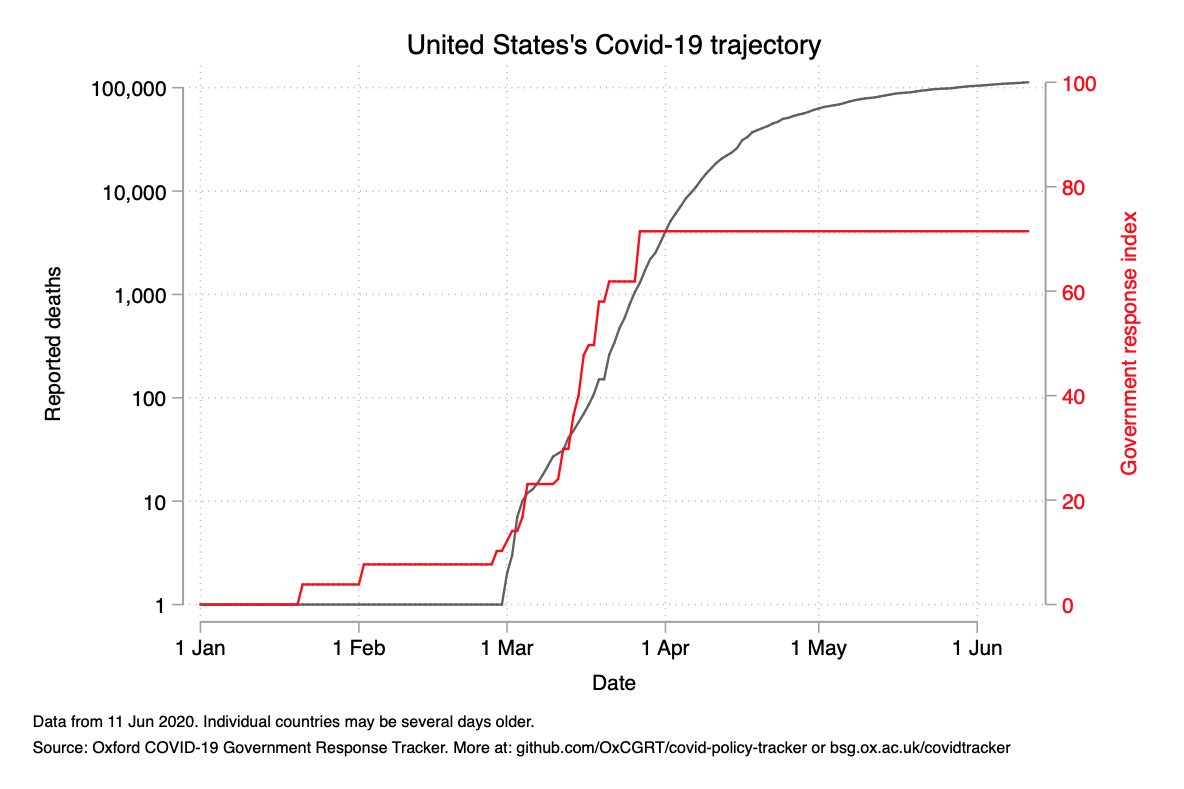 United States's Covid-19 trajectory
Reported deaths
100,000
10,000
1,000
100
10
1
Government response index
100
80
60
40
20
0
1 Jan
1 Feb
1 Mar
1 Apr
1 May
1 Jun
Date
Data from 11 Jun 2020. Individual countries may be several days older.
Source: Oxford COVID-19 Government Response Tracker. More at: github.com/OxCGRT/covid-policy-tracker or bsg.ox.ac.uk/covidtracker